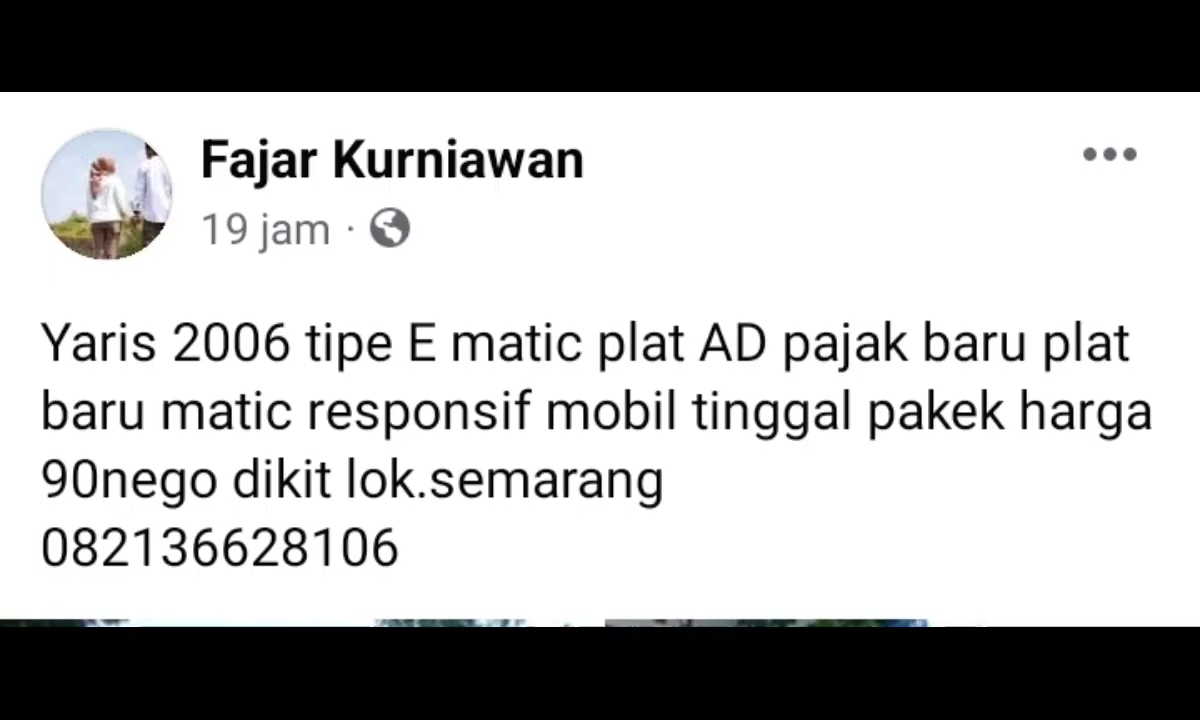 Fajar Kurniawan
19 jam ·
Yaris 2006 tipe E matic plat AD pajak baru plat
baru matic responsif mobil tinggal pakek harga
90nego dikit lok.semarang
082136628106